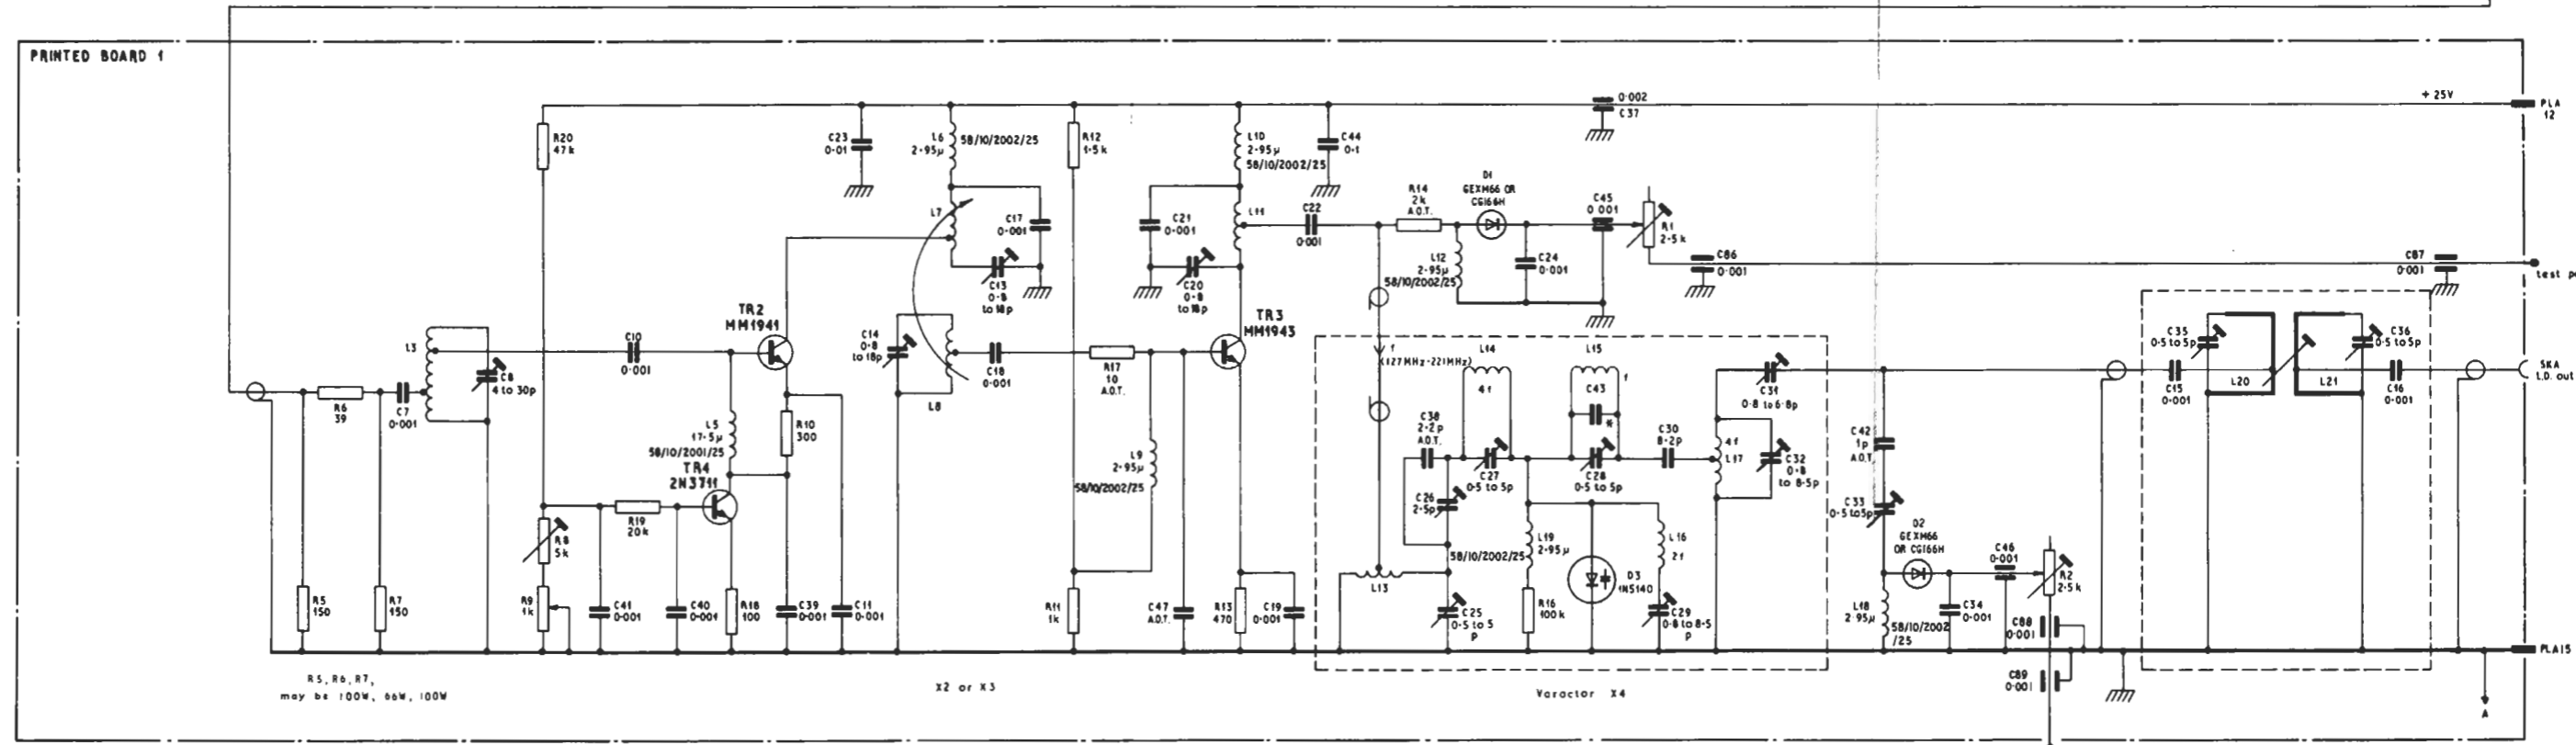 PRINTED BOARD 1
R20
47k
C23
0·01
L6
2·95µ
58/10/2002/25
R12
1·5k
L10
2·95µ
58/10/2002/25
C44
0·1
0·002
C37
+ 25V
PLA
12
L7
C17
0·001
C13
0·8
to 18p
C21
0·001
C20
0·8
to 18p
L11
C22
0·001
R14
2k
A.O.T.
D1
GEXM66 OR
CG166H
L12
2·95µ
58/10/2002/25
C24
0·001
C45
0·001
R1
2·5k
C86
0·001
C87
0·001
test
L3
C8
4 to 30p
R6
39
C7
0·001
C10
0·001
TR2
MM1941
L5
17·5µ
58/10/2001/25
R10
300
TR4
2N3711
C14
0·8
to 18p
L8
C18
0·001
R17
10
A.O.T.
TR3
MM1943
L9
2·95µ
58/10/2002/25
f
(127MHz-221MHz)
L14
4f
L15
f
C43
*
C38
2·2p
A.O.T.
C27
0·5 to 5p
C28
0·5 to 5p
C30
8·2p
C31
0·8 to 6·8p
4f
L17
C32
0·8
to 8·5p
C26
2·5p
L19
2·95µ
58/10/2002/25
L16
2f
D3
1N5140
L13
C25
0·5 to 5
p
R16
100k
C29
0·8 to 8·5
p
C42
1p
A.O.T.
C33
0·5 to 5p
D2
GEXM66
OR CG166H
C46
0·001
R2
2·5k
L18
2·95µ
58/10/2002
/25
C34
0·001
C88
0·001
C89
0·001
C35
0·5 to 5p
C15
0·001
L20
L21
C36
0·5 to 5p
C16
0·001
SKA
L.O. out
R5
150
R7
150
R8
5k
R9
1k
C41
0·001
R19
20k
C40
0·001
R18
100
C39
0·001
C11
0·001
R11
1k
C47
A.O.T.
R13
470
C19
0·001
PLA15
A
R5, R6, R7,
may be 100W, 66W, 100W
X2 or X3
Varactor X4